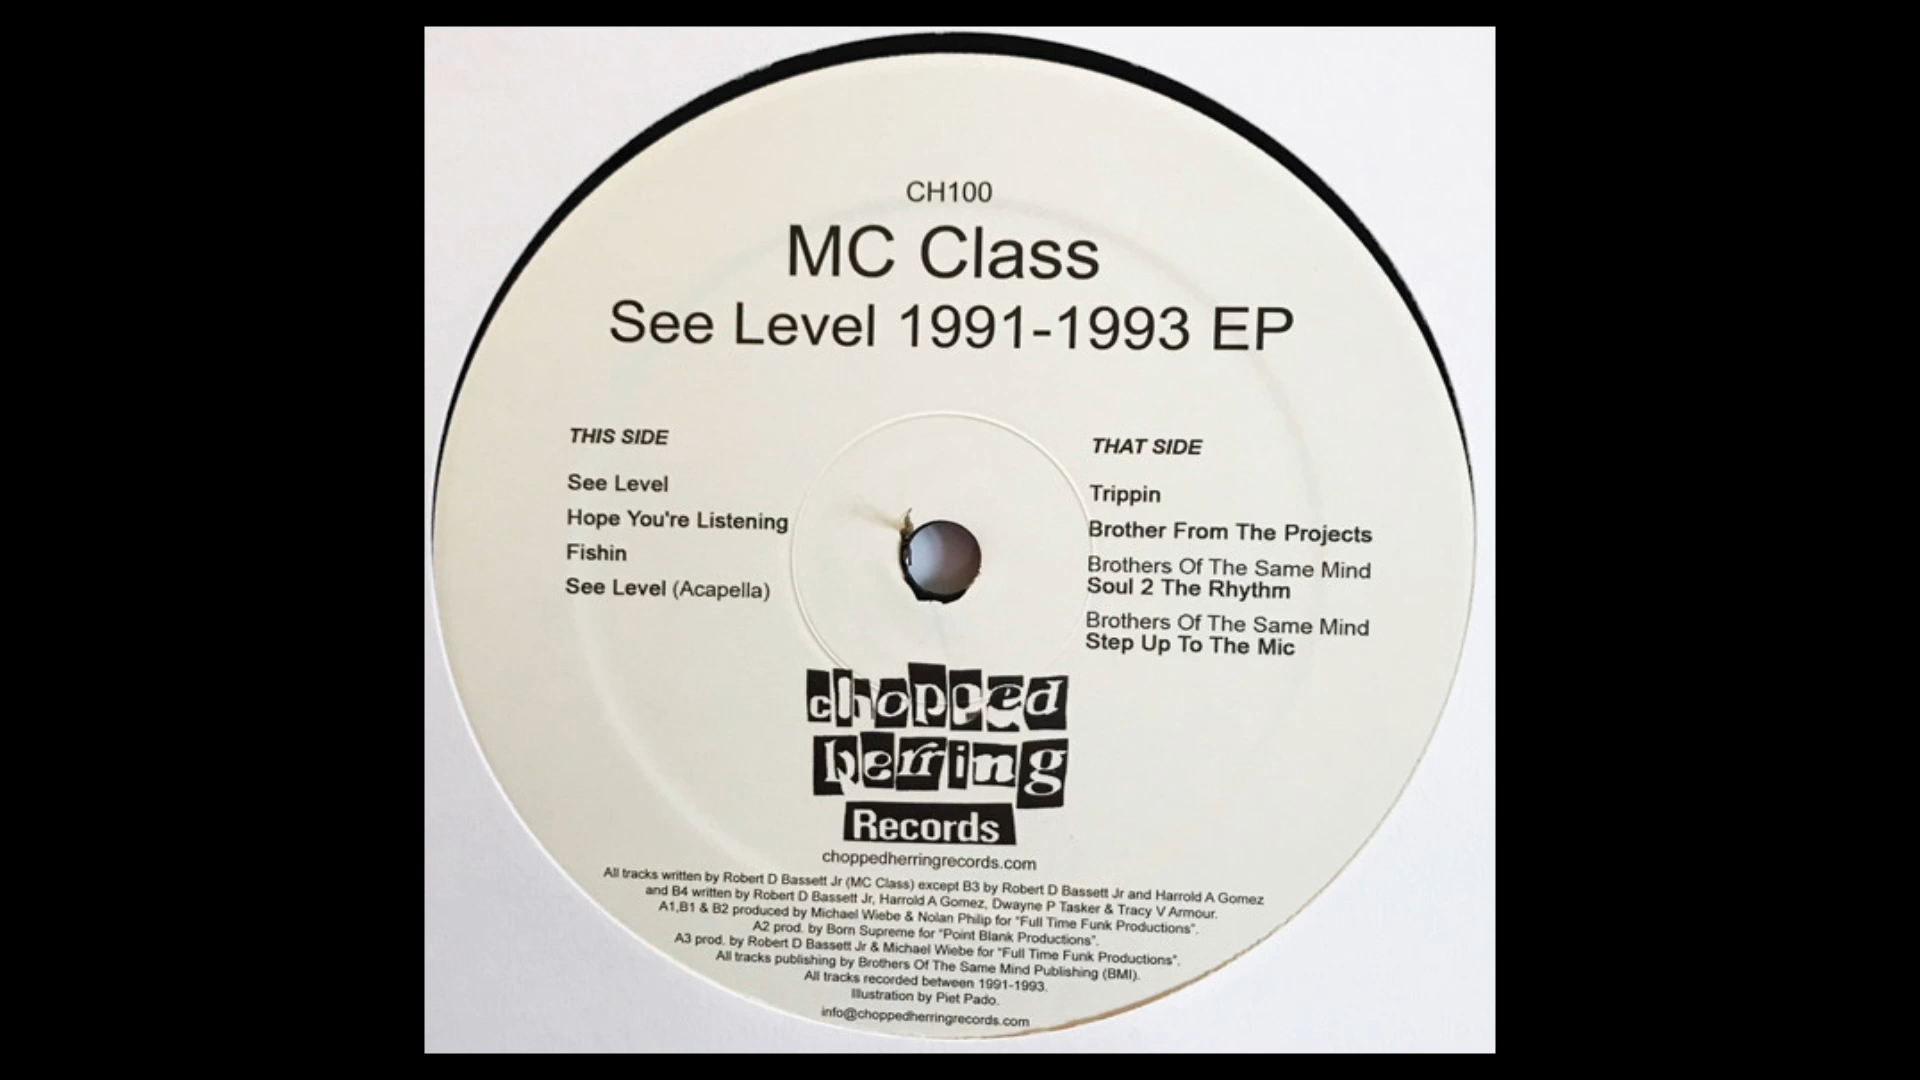 CH100
MC Class
See Level 1991-1993 EP
THIS SIDE
See Level
Hope You're Listening
Fishin
See Level (Acapella)
THAT SIDE
Trippin
Brother From The Projects
Brothers Of The Same Mind
Soul 2 The Rhythm
Brothers Of The Same Mind
Step Up To The Mic
chopped
herring
Records
choppedherringrecords.com
All tracks written by Robert D Bassett Jr (MC Class) except B3 by Robert D Bassett Jr and Harrold A Gomez
and B4 written by Robert D Bassett Jr, Harrold A Gomez, Dwayne P Tasker & Tracy V Armour.
A1,B1 & B2 produced by Michael Wiebe & Nolan Philip for "Full Time Funk Productions".
A2 prod. by Born Supreme for "Point Blank Productions".
A3 prod. by Robert D Bassett Jr & Michael Wiebe for "Full Time Funk Productions".
All tracks publishing by Brothers Of The Same Mind Publishing (BMI).
All tracks recorded between 1991-1993.
Illustration by Piet Pado.
info@choppedherringrecords.com